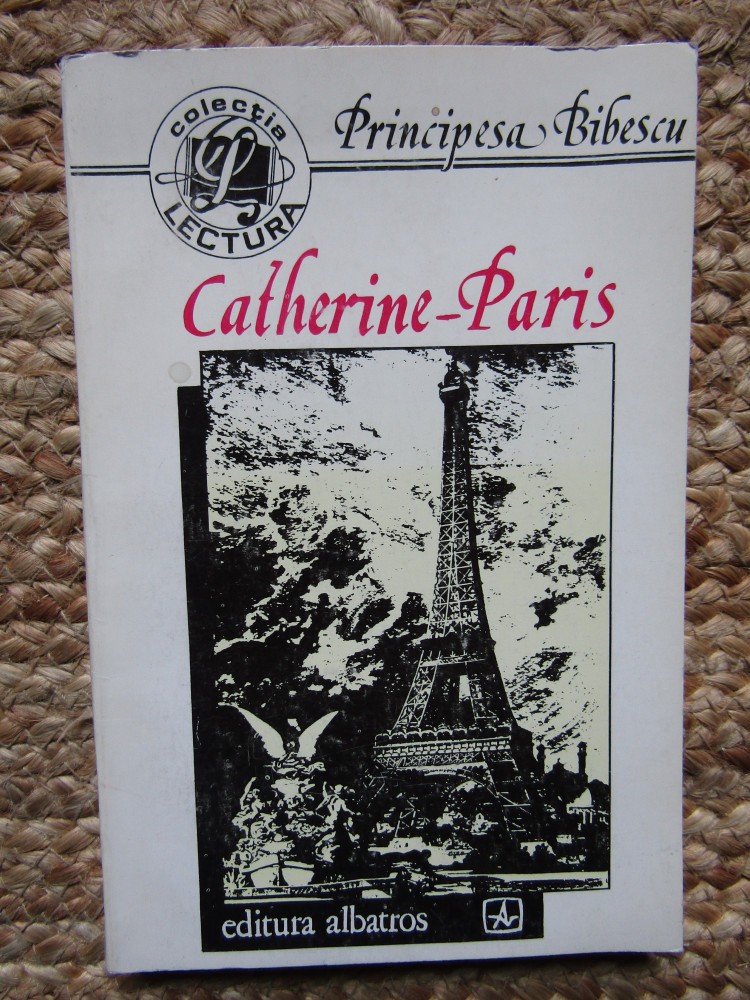 colecția
LECTURA
Principesa Bibescu
Catherine-Paris
editura albatros